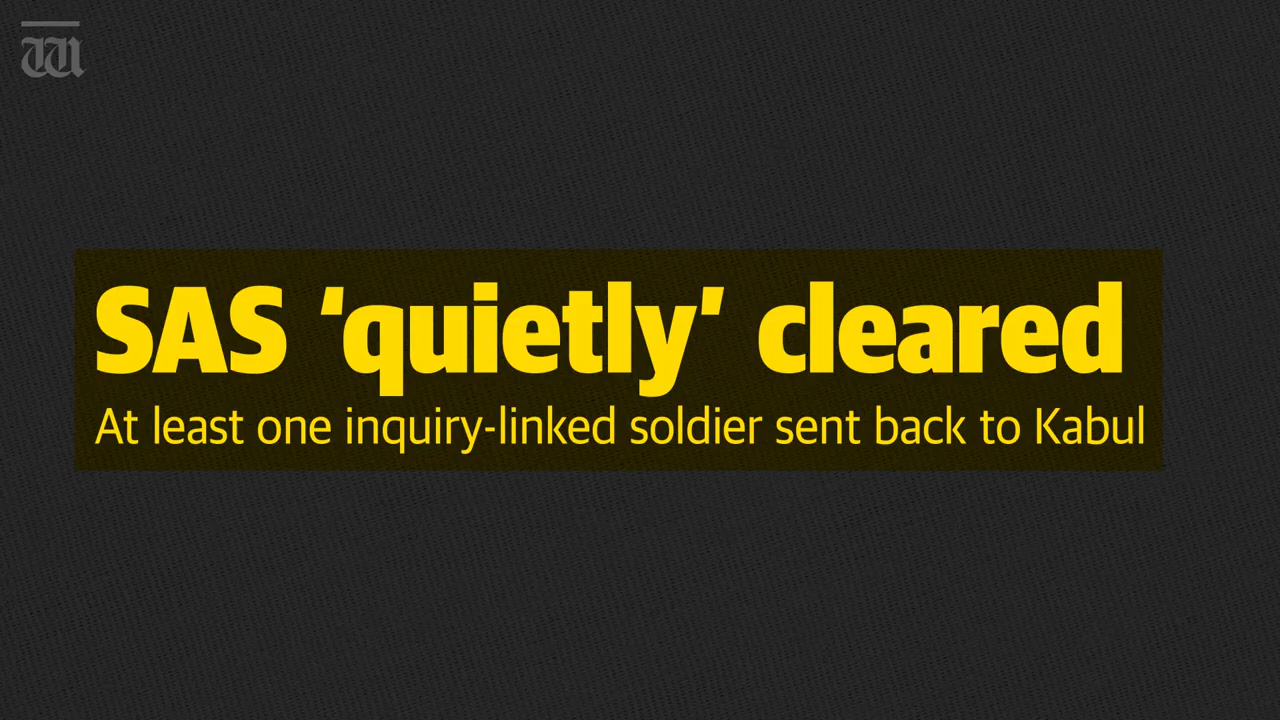 SAS ‘quietly’ cleared
At least one inquiry-linked soldier sent back to Kabul